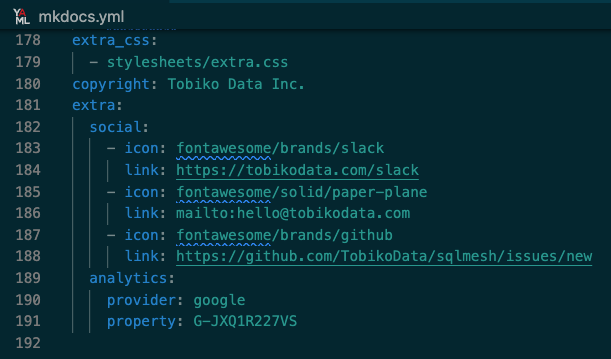 YAML mkdocs.yml
178 extra_css:
179   - stylesheets/extra.css
180 copyright: Tobiko Data Inc.
181 extra:
182   social:
183     - icon: fontawesome/brands/slack
184       link: https://tobikodata.com/slack
185     - icon: fontawesome/solid/paper-plane
186       link: mailto:hello@tobikodata.com
187     - icon: fontawesome/brands/github
188       link: https://github.com/TobikoData/sqlmesh/issues/new
189   analytics:
190     provider: google
191     property: G-JXQ1R227VS
192